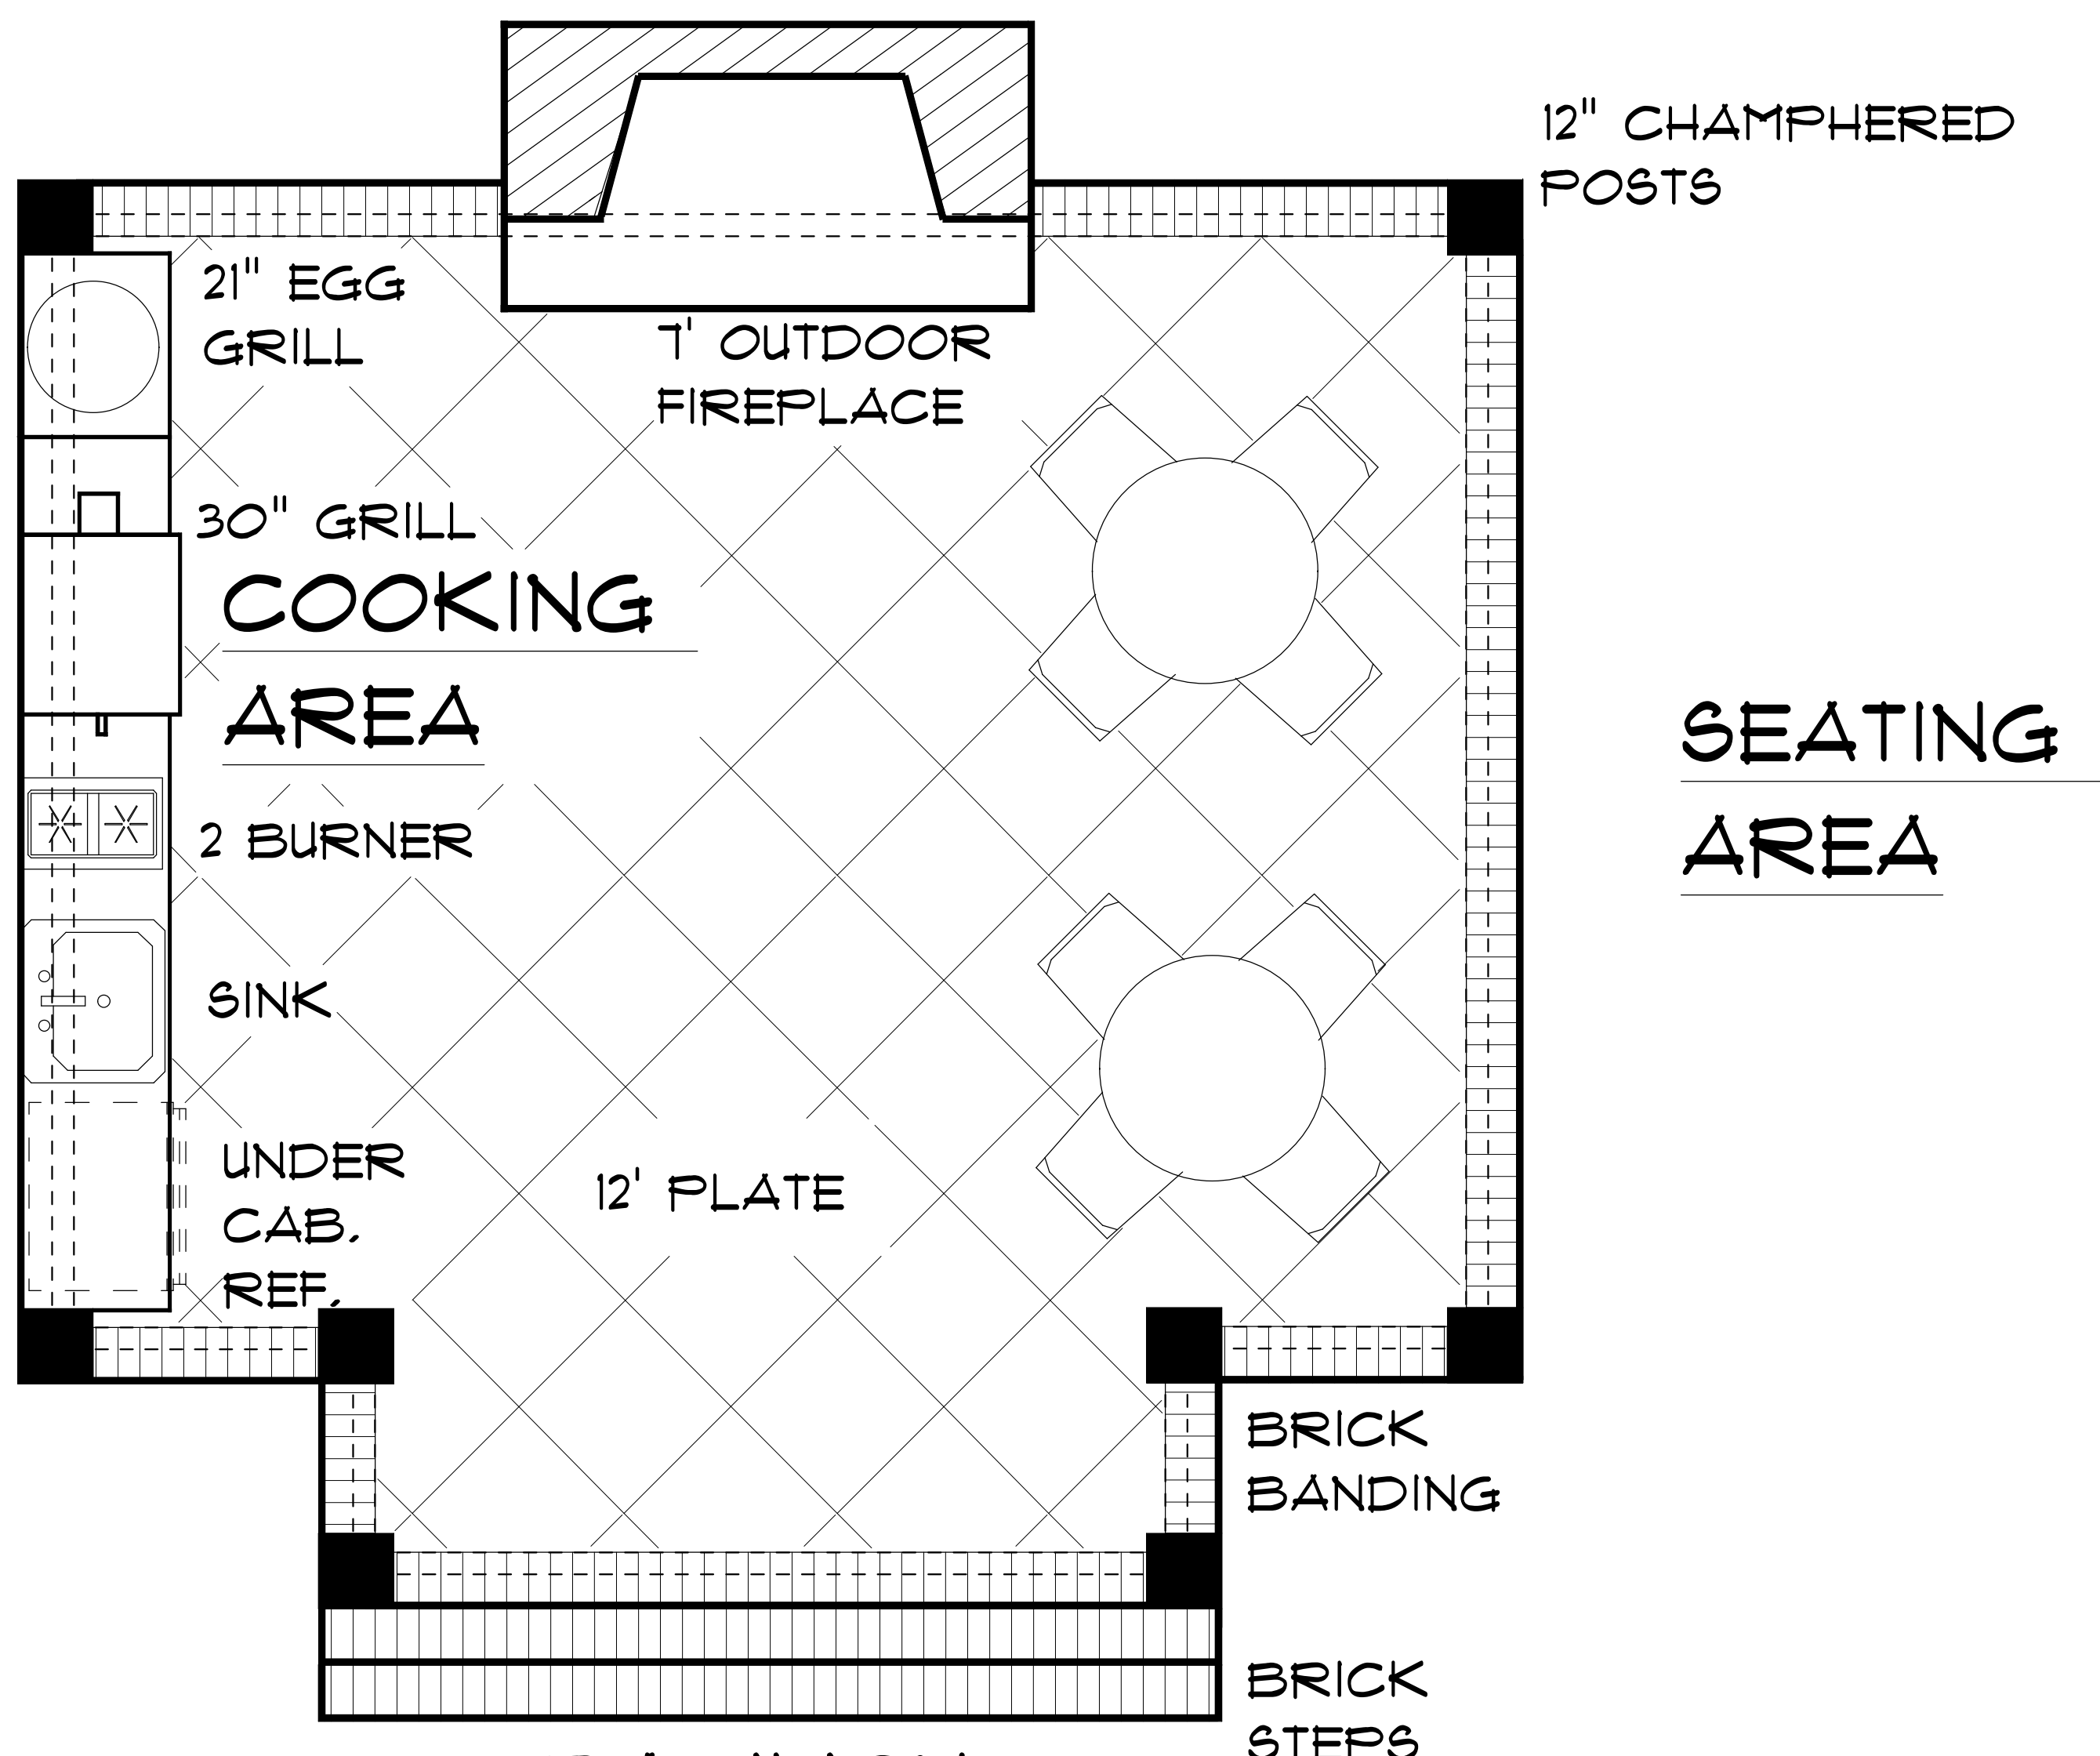 12" CHAMPHERED
POSTS
21" EGG
GRILL
7' OUTDOOR
FIREPLACE
30" GRILL
COOKING
AREA
SEATING
AREA
2 BURNER
SINK
UNDER
CAB.
REF.
12' PLATE
BRICK
BANDING
BRICK
STEPS